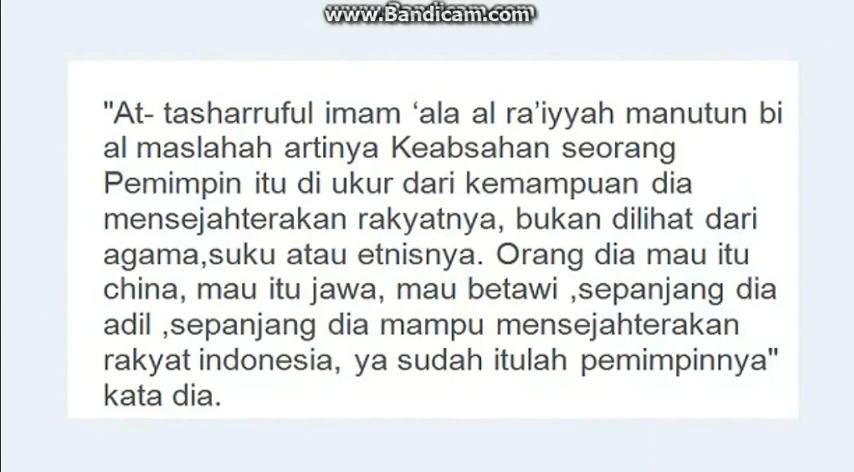 www.Bandicam.com
"At- tasharruful imam ‘ala al ra’iyyah manutun bi
al maslahah artinya Keabsahan seorang
Pemimpin itu di ukur dari kemampuan dia
mensejahterakan rakyatnya, bukan dilihat dari
agama,suku atau etnisnya. Orang dia mau itu
china, mau itu jawa, mau betawi ,sepanjang dia
adil ,sepanjang dia mampu mensejahterakan
rakyat indonesia, ya sudah itulah pemimpinnya"
kata dia.